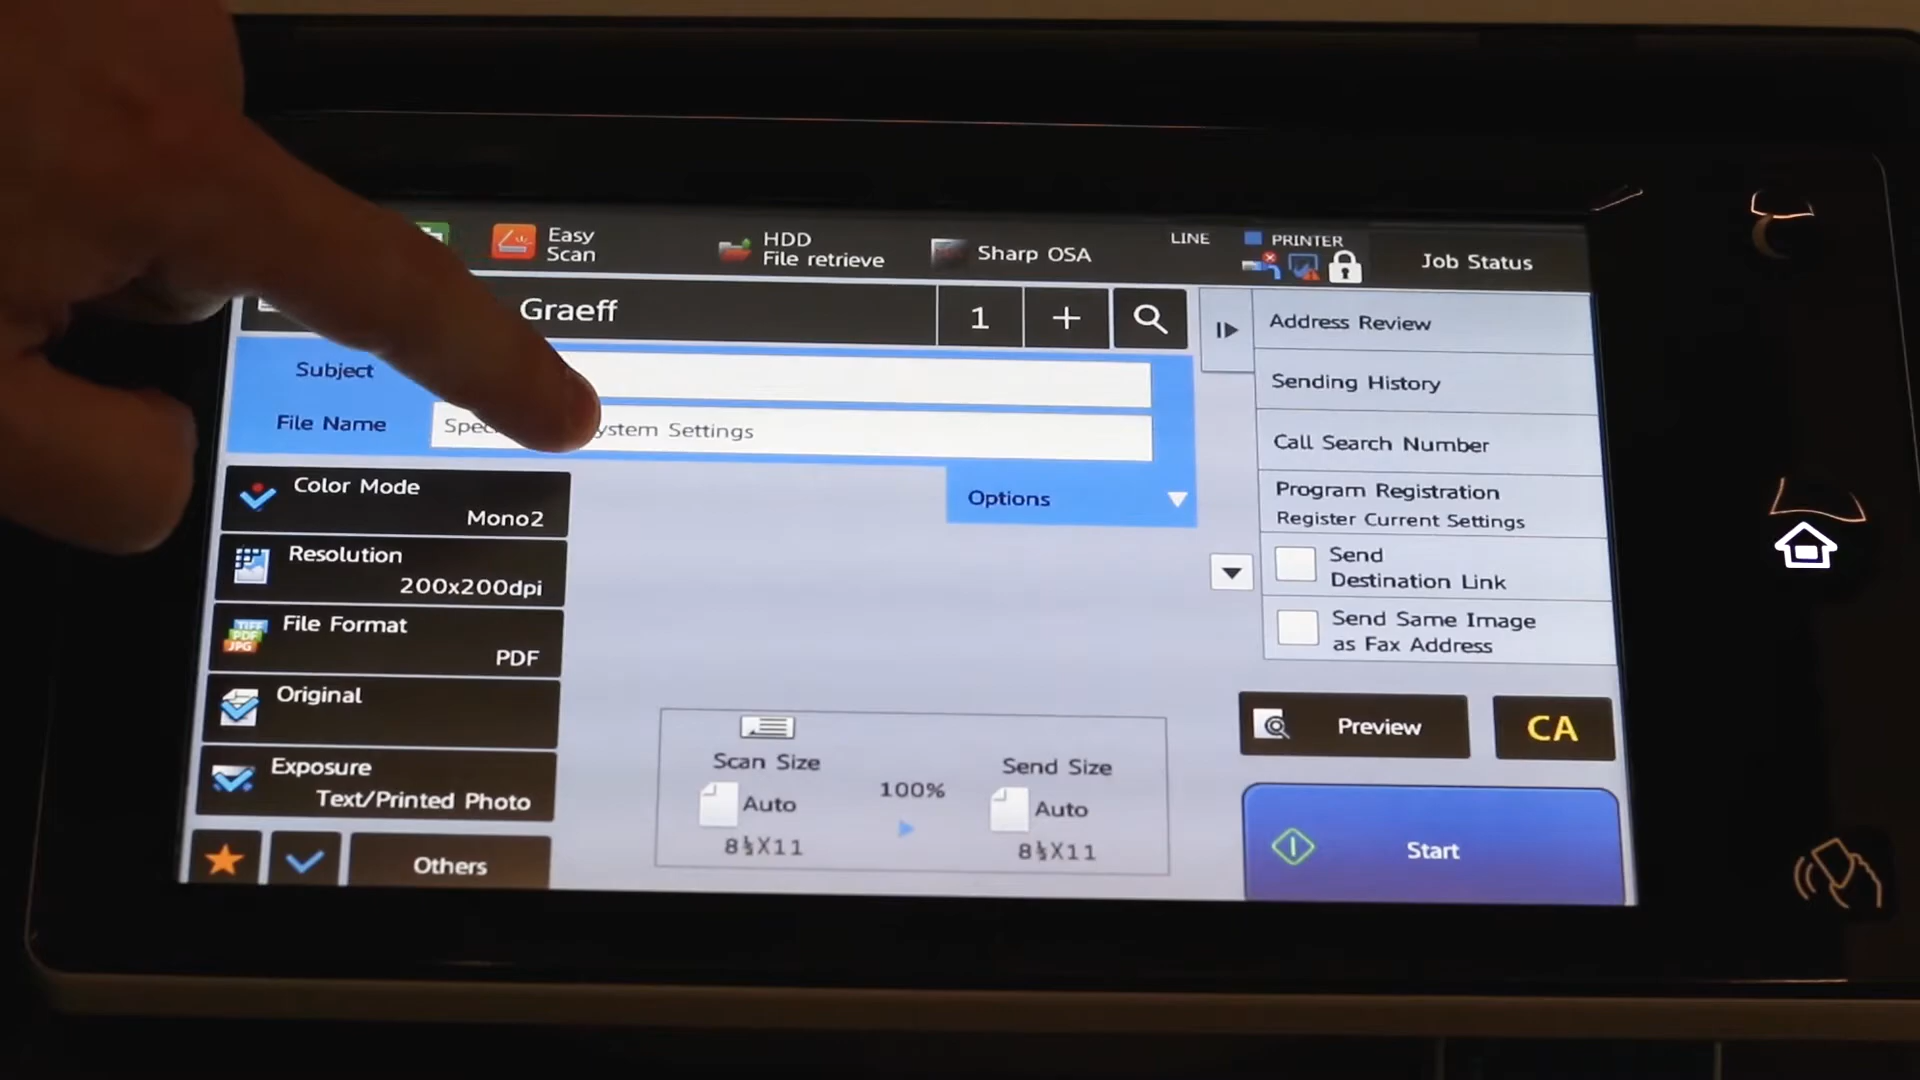 Easy
Scan
HDD
File retrieve
Sharp OSA
LINE
PRINTER
Job Status
Graeff
1
+
Subject
File Name
ystem Settings
Options
Color Mode
Mono2
Resolution
200x200dpi
File Format
TIFF
PDF
JPG
PDF
Original
Exposure
Text/Printed Photo
Others
Scan Size
Auto
8½X11
100%
Send Size
Auto
8½X11
Address Review
Sending History
Call Search Number
Program Registration
Register Current Settings
Send
Destination Link
Send Same Image
as Fax Address
Preview
CA
Start